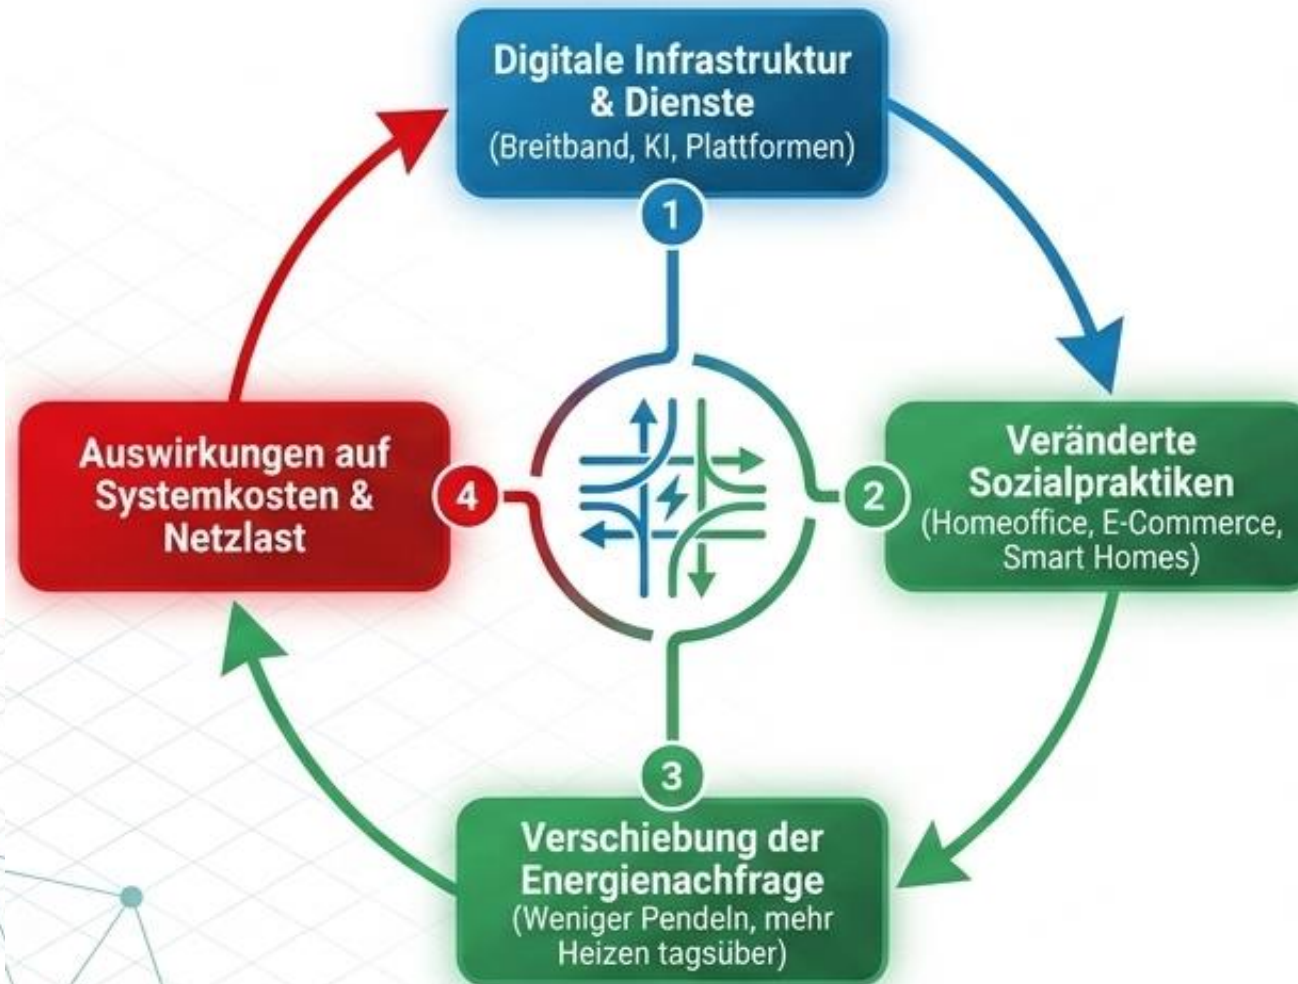 Digitale Infrastruktur
& Dienste
(Breitband, KI, Plattformen)
1
Auswirkungen auf
Systemkosten &
Netzlast
4
2
Veränderte
Sozialpraktiken
(Homeoffice, E-Commerce,
Smart Homes)
3
Verschiebung der
Energienachfrage
(Weniger Pendeln, mehr
Heizen tagsüber)